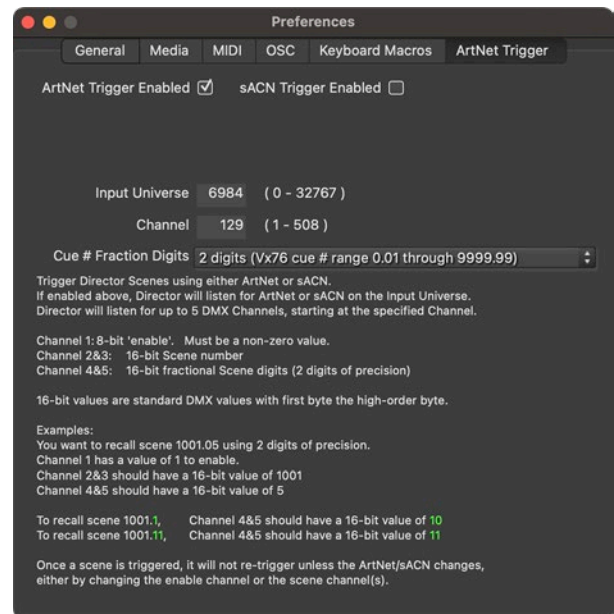 Preferences
General Media MIDI OSC Keyboard Macros ArtNet Trigger
ArtNet Trigger Enabled sACN Trigger Enabled
Input Universe 6984 ( 0 - 32767 )
Channel 129 ( 1 - 508 )
Cue # Fraction Digits 2 digits (Vx76 cue # range 0.01 through 9999.99)
Trigger Director Scenes using either ArtNet or sACN.
If enabled above, Director will listen for ArtNet or sACN on the Input Universe.
Director will listen for up to 5 DMX Channels, starting at the specified Channel.
Channel 1: 8-bit 'enable'. Must be a non-zero value.
Channel 2&3: 16-bit Scene number
Channel 4&5: 16-bit fractional Scene digits (2 digits of precision)
16-bit values are standard DMX values with first byte the high-order byte.
Examples:
You want to recall scene 1001.05 using 2 digits of precision.
Channel 1 has a value of 1 to enable.
Channel 2&3 should have a 16-bit value of 1001
Channel 4&5 should have a 16-bit value of 5
To recall scene 1001.1, Channel 4&5 should have a 16-bit value of 10
To recall scene 1001.11, Channel 4&5 should have a 16-bit value of 11
Once a scene is triggered, it will not re-trigger unless the ArtNet/sACN changes,
either by changing the enable channel or the scene channel(s).